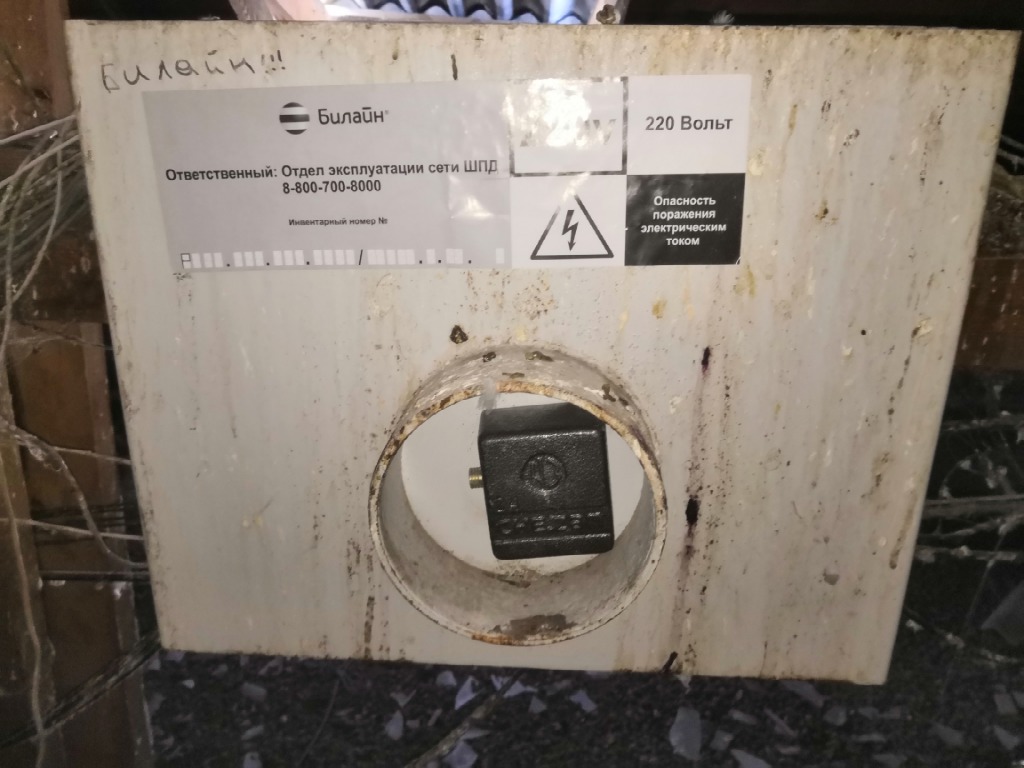 Билайн!!!
Билайн®
Ответственный: Отдел эксплуатации сети ШПД
8-800-700-8000
Инвентарный номер №
220 Вольт
Опасность
поражения
электрическим
током